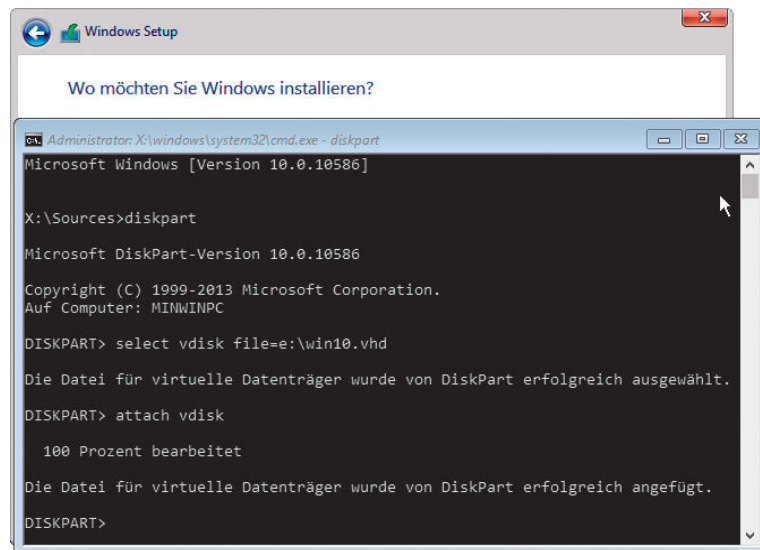 Windows Setup
Wo möchten Sie Windows installieren?
Administrator: X:\windows\system32\cmd.exe - diskpart
Microsoft Windows [Version 10.0.10586]
X:\Sources>diskpart
Microsoft DiskPart-Version 10.0.10586
Copyright (C) 1999-2013 Microsoft Corporation.
Auf Computer: MINWINPC
DISKPART> select vdisk file=e:\win10.vhd
Die Datei für virtuelle Datenträger wurde von DiskPart erfolgreich ausgewählt.
DISKPART> attach vdisk
100 Prozent bearbeitet
Die Datei für virtuelle Datenträger wurde von DiskPart erfolgreich angefügt.
DISKPART>